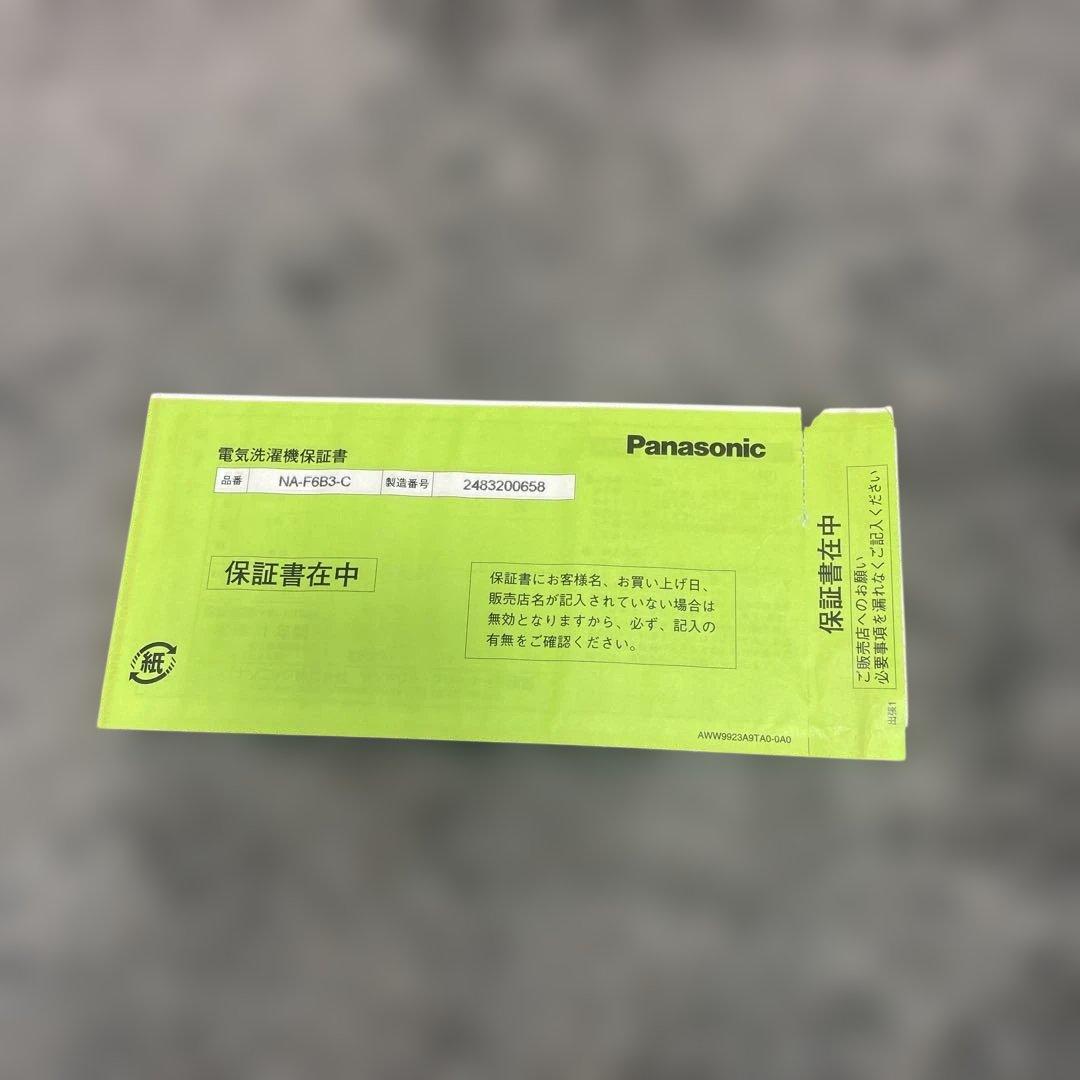 Panasonic
電気洗濯機保証書
品番 NA-F6B3-C 製造番号 2483200658
保証書在中
保証書にお客様名、お買い上げ日、
販売店名が記入されていない場合は
無効となりますから、必ず、記入の
有無をご確認ください。
紙
AWW9923A9TA0-0A0
保証書在中
ご販売店へのお願い
必要事項を漏れなくご記入ください
出張1